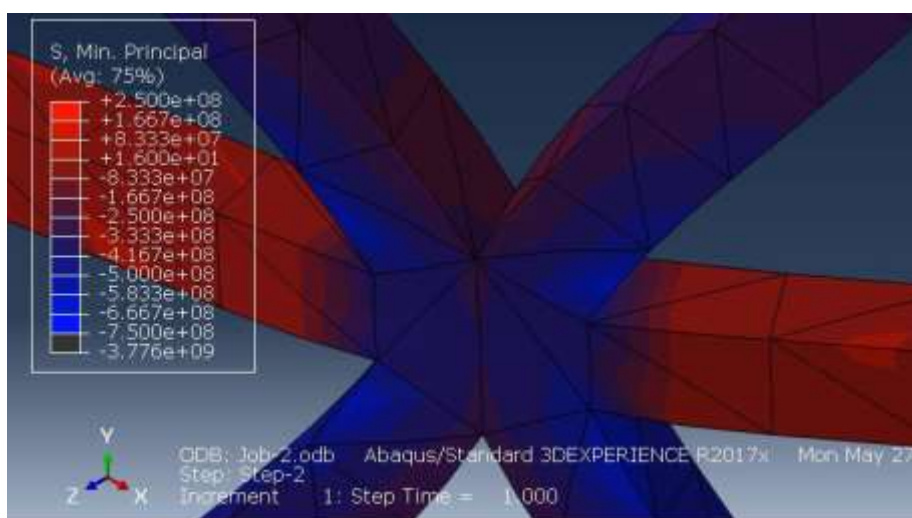 S, Min. Principal
(Avg: 75%)
+2.500e+08
+1.667e+08
+8.333e+07
+1.600e+01
-8.333e+07
-1.667e+08
-2.500e+08
-3.333e+08
-4.167e+08
-5.000e+08
-5.833e+08
-6.667e+08
-7.500e+08
-3.776e+09
Y
Z
X
ODB: Job-2.odb Abaqus/Standard 3DEXPERIENCE R2017x Mon May 27
Step: Step-2
Increment 1: Step Time = 1.000